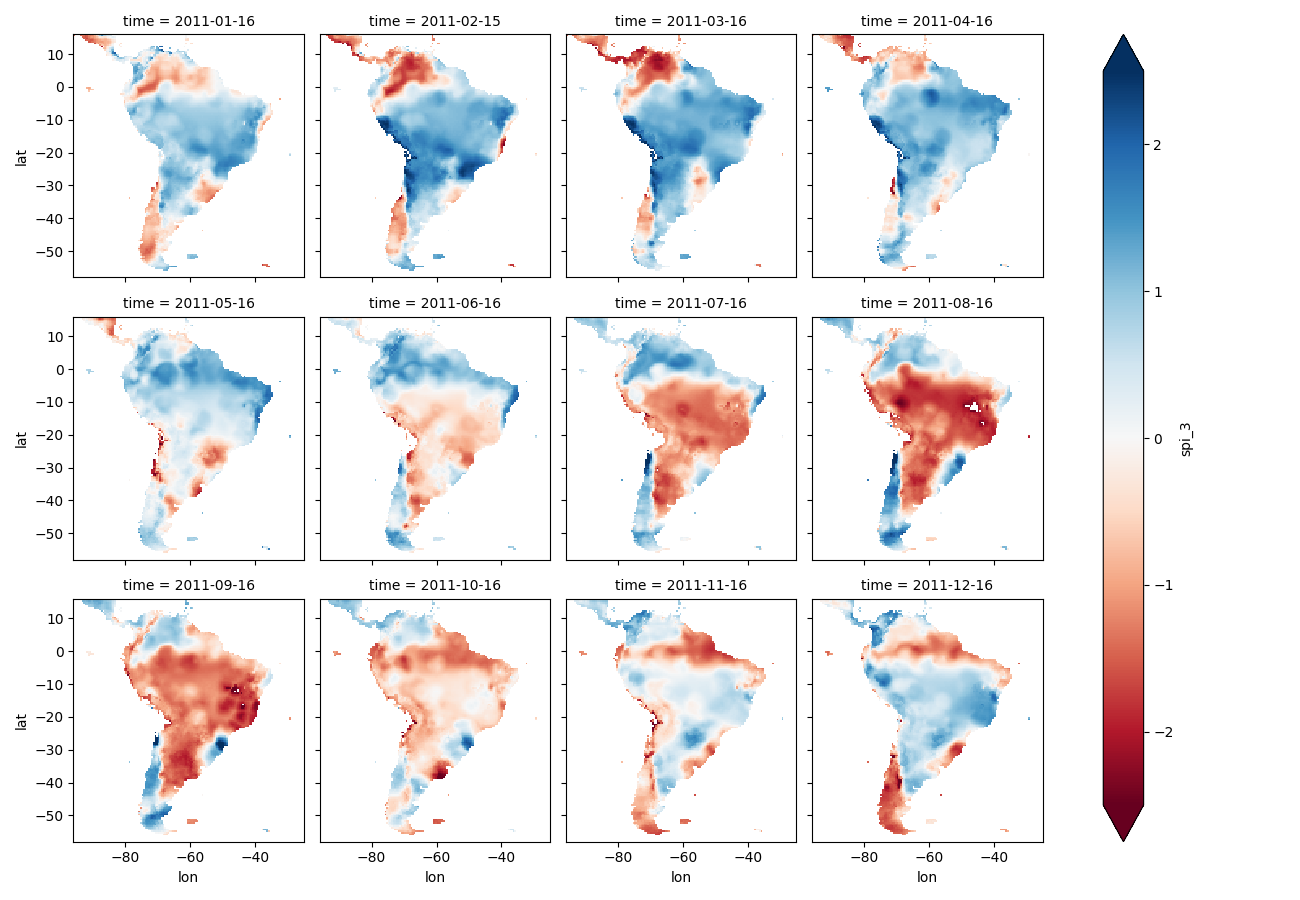 time = 2011-01-16
time = 2011-02-15
time = 2011-03-16
time = 2011-04-16
10
0
−10
−20
−30
−40
−50
lat
time = 2011-05-16
time = 2011-06-16
time = 2011-07-16
time = 2011-08-16
10
0
−10
−20
−30
−40
−50
lat
time = 2011-09-16
time = 2011-10-16
time = 2011-11-16
time = 2011-12-16
10
0
−10
−20
−30
−40
−50
lat
−80
−60
−40
lon
−80
−60
−40
lon
−80
−60
−40
lon
−80
−60
−40
lon
2
1
0
−1
−2
spi_3